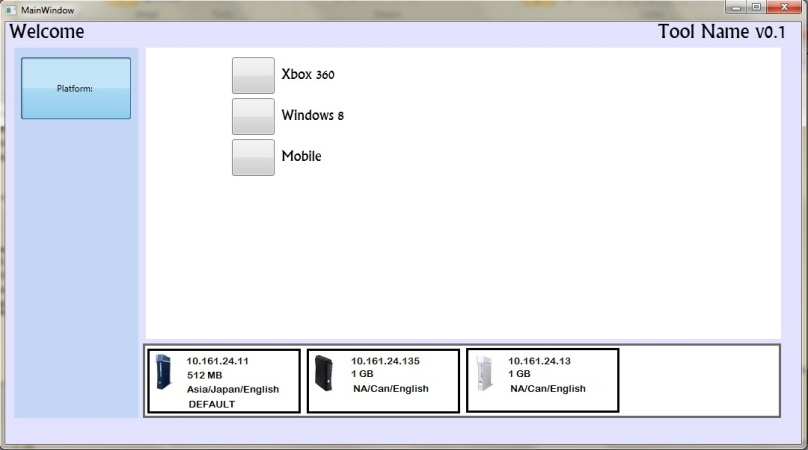 MainWindow
Welcome
Tool Name v0.1
Platform:
Xbox 360
Windows 8
Mobile
10.161.24.11
512 MB
Asia/Japan/English
DEFAULT
10.161.24.135
1 GB
NA/Can/English
10.161.24.13
1 GB
NA/Can/English